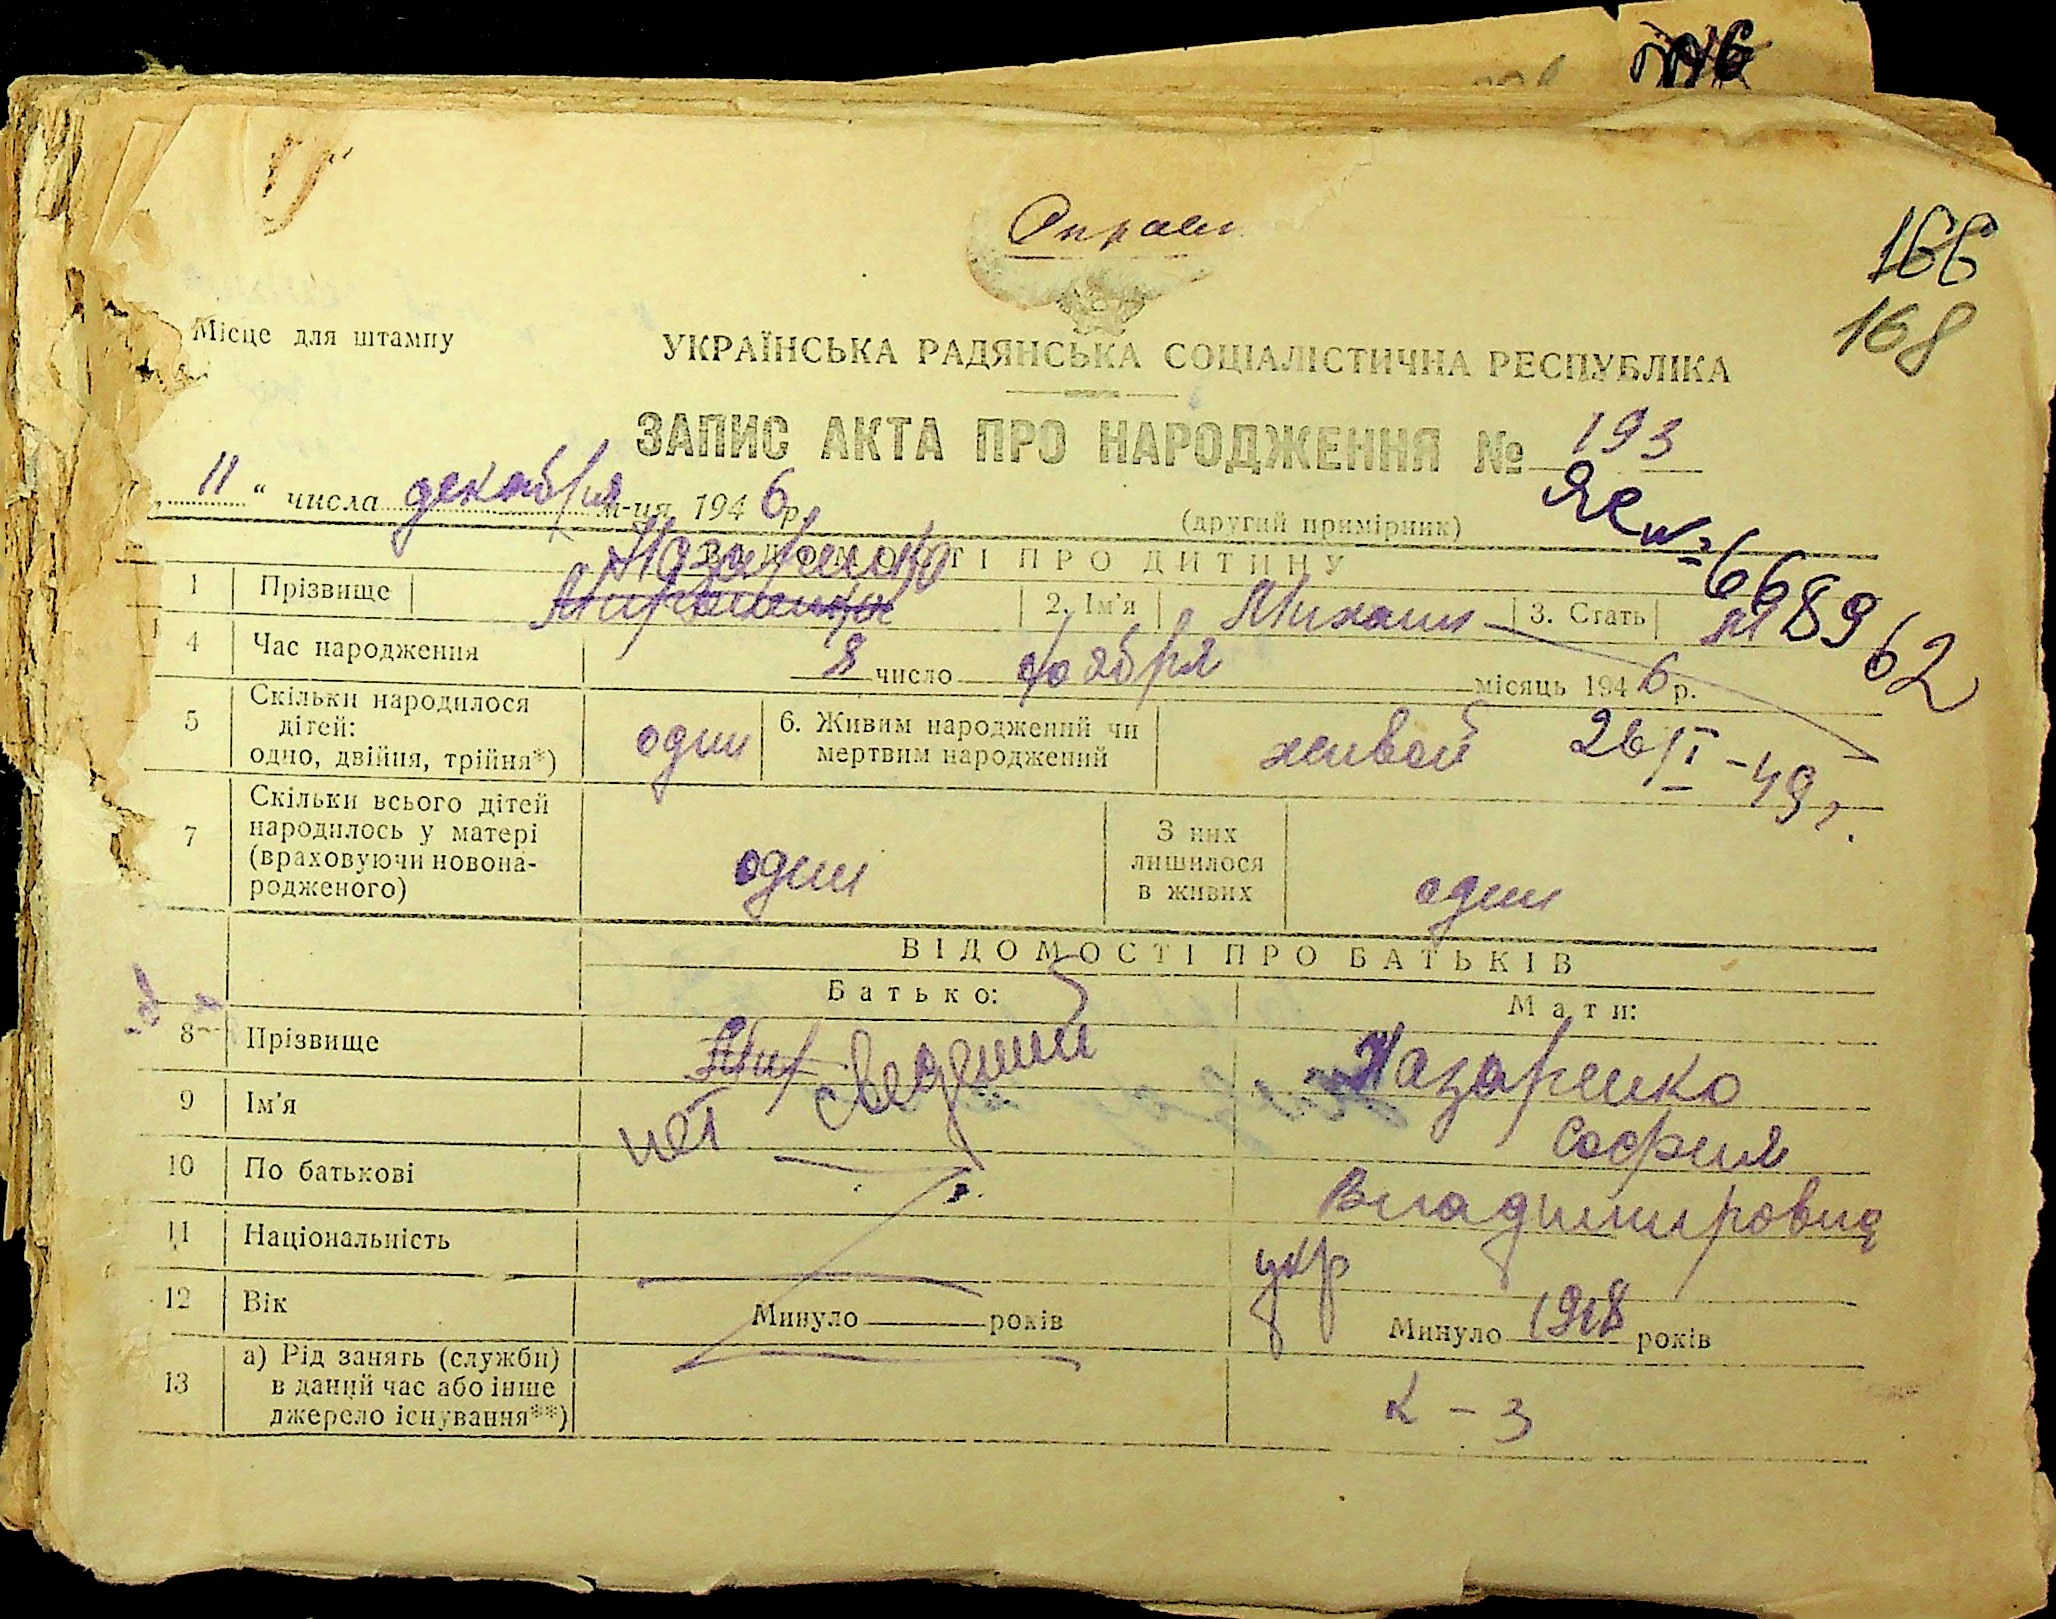 166
168
Місце для штампу
УКРАЇНСЬКА РАДЯНСЬКА СОЦІАЛІСТИЧНА РЕСПУБЛІКА
ЗАПИС АКТА ПРО НАРОДЖЕННЯ № 193
„ 11 “ числа декабря м-ця 1946 р.
(другий примірник)
ЯЕ № 668962
ВІДОМОСТІ ПРО ДИТИНУ
Назаренко
1 Прізвище 2. Ім'я Михаил 3. Стать М
4 Час народження 8 число ноября місяць 1946 р.
5 Скільки народилося дітей: одно, двійня, трійня*) один 6. Живим народжений чи мертвим народжений живой 26/I-49 г.
7 Скільки всього дітей народилось у матері (враховуючи новонародженого) один З них лишилося в живих один
ВІДОМОСТІ ПРО БАТЬКІВ
Батько: Мати:
8 Прізвище нет сведений Назаренко
9 Ім'я София
10 По батькові Владимировна
11 Національність укр
12 Вік Минуло років Минуло 1918 років
13 а) Рід занять (служби) в даний час або інше джерело існування**) к-з